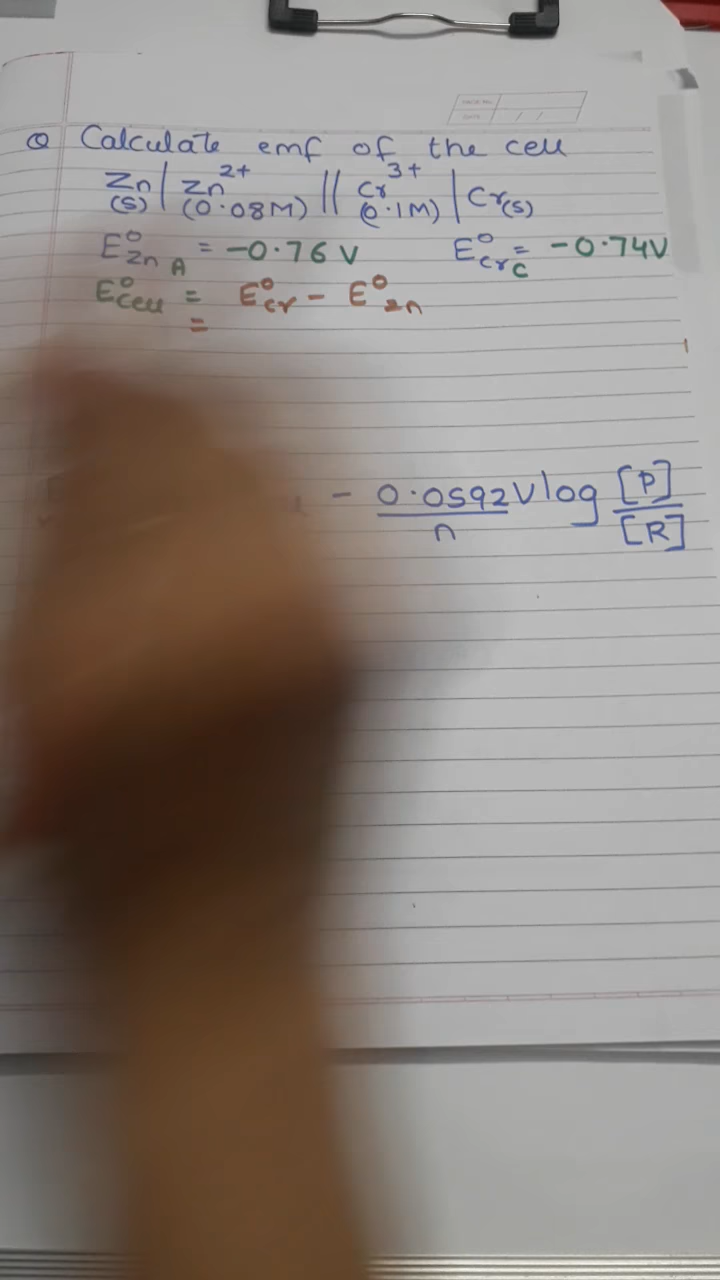 Q Calculate emf of the cell
Zn(s) | Zn²⁺ (0.08M) || Cr³⁺ (0.1M) | Cr(s)
E°Zn A = -0.76 V E°Cr C = -0.74V
E°cell = E°cr - E°zn
=
- 0.0592V/n log [P]/[R]